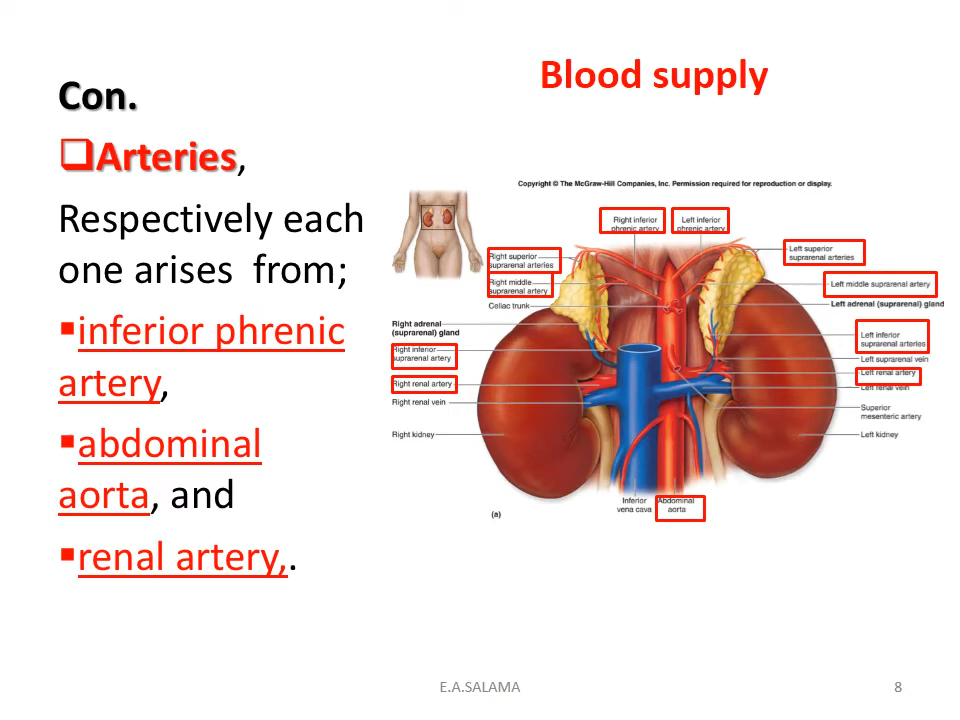 Blood supply
Con.
❑Arteries,
Respectively each
one arises from;
▪inferior phrenic
artery,
▪abdominal
aorta, and
▪renal artery,.
Copyright © The McGraw-Hill Companies, Inc. Permission required for reproduction or display.
Right inferior
phrenic artery
Left inferior
phrenic artery
Right superior
suprarenal arteries
Right middle
suprarenal artery
Celiac trunk
Right adrenal
(suprarenal) gland
Right inferior
suprarenal artery
Right renal artery
Right renal vein
Right kidney
Left superior
suprarenal arteries
Left middle suprarenal artery
Left adrenal (suprarenal) gland
Left inferior
suprarenal arteries
Left suprarenal vein
Left renal artery
Left renal vein
Superior
mesenteric artery
Left kidney
Inferior
vena cava
Abdominal
aorta
(a)
E.A.SALAMA
8